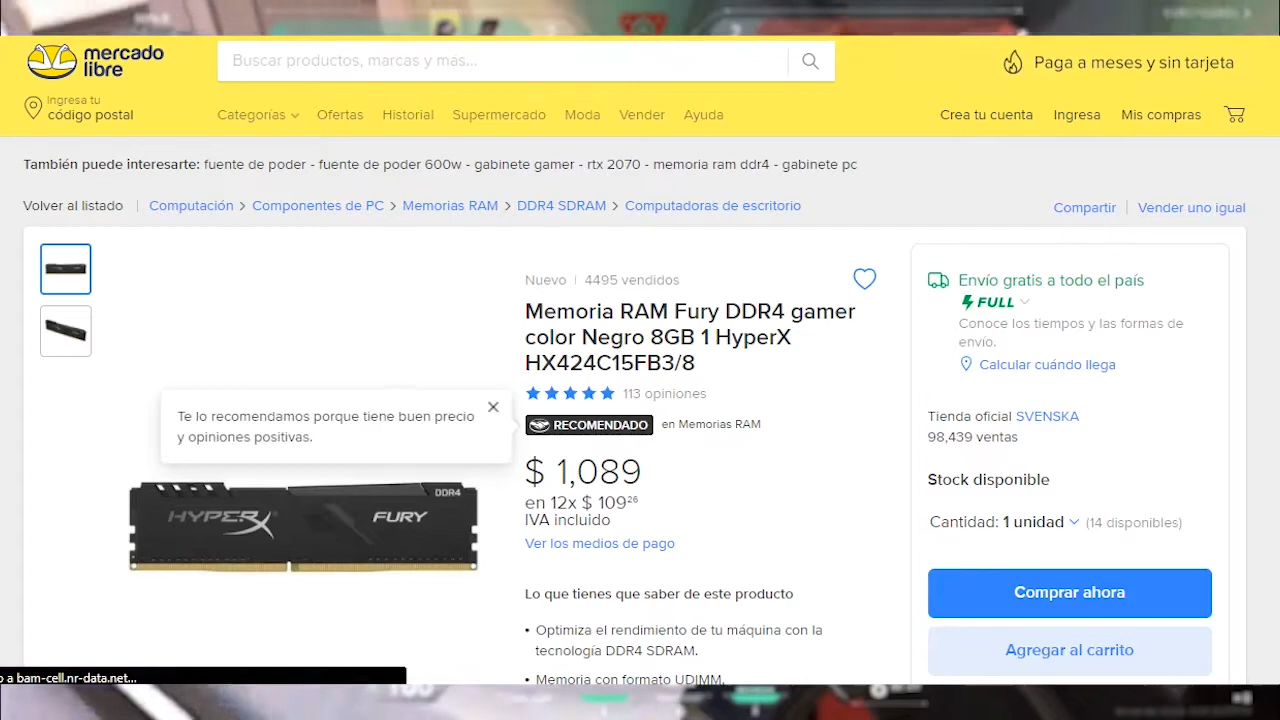 mercado
libre
Buscar productos, marcas y más...
Paga a meses y sin tarjeta
Ingresa tu
código postal
Categorías
Ofertas
Historial
Supermercado
Moda
Vender
Ayuda
Crea tu cuenta
Ingresa
Mis compras
También puede interesarte: fuente de poder - fuente de poder 600w - gabinete gamer - rtx 2070 - memoria ram ddr4 - gabinete pc
Volver al listado | Computación > Componentes de PC > Memorias RAM > DDR4 SDRAM > Computadoras de escritorio
Compartir | Vender uno igual
Nuevo | 4495 vendidos
Memoria RAM Fury DDR4 gamer
color Negro 8GB 1 HyperX
HX424C15FB3/8
113 opiniones
RECOMENDADO en Memorias RAM
Te lo recomendamos porque tiene buen precio
y opiniones positivas.
DDR4
HYPERX
FURY
$ 1,089
en 12x $ 109 26
IVA incluido
Ver los medios de pago
Lo que tienes que saber de este producto
• Optimiza el rendimiento de tu máquina con la
tecnología DDR4 SDRAM.
• Memoria con formato UDIMM.
Envío gratis a todo el país
FULL
Conoce los tiempos y las formas de
envío.
Calcular cuándo llega
Tienda oficial SVENSKA
98,439 ventas
Stock disponible
Cantidad: 1 unidad (14 disponibles)
Comprar ahora
Agregar al carrito
o a bam-cell.nr-data.net...